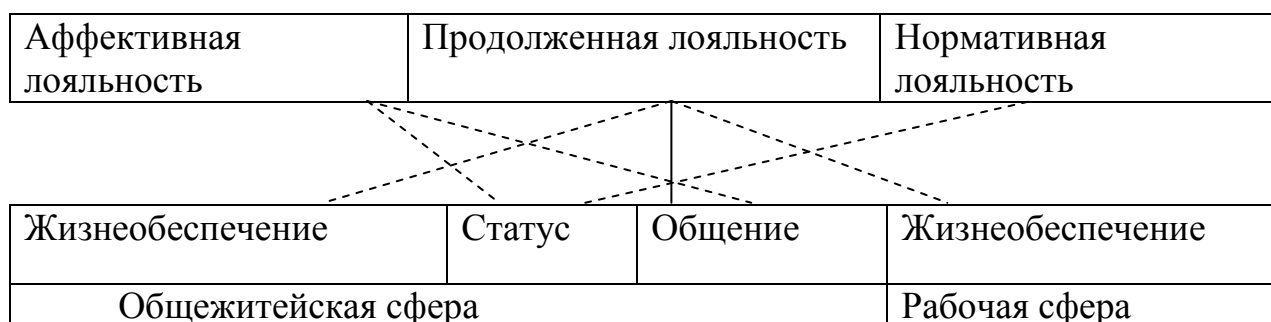 Аффективная лояльность
Продолженная лояльность
Нормативная лояльность
Жизнеобеспечение
Статус
Общение
Жизнеобеспечение
Общежитейская сфера
Рабочая сфера